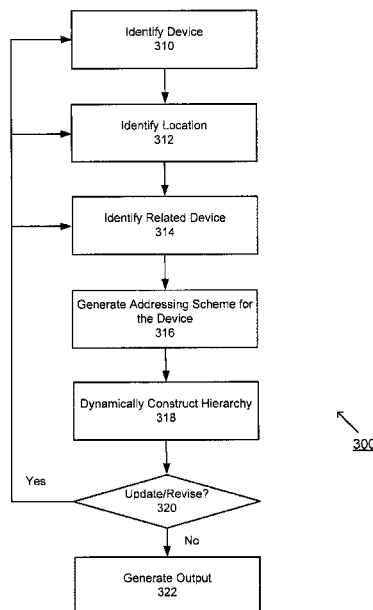 Identify Device
310
Identify Location
312
Identify Related Device
314
Generate Addressing Scheme for
the Device
316
Dynamically Construct Hierarchy
318
300
Yes
Update/Revise?
320
No
Generate Output
322